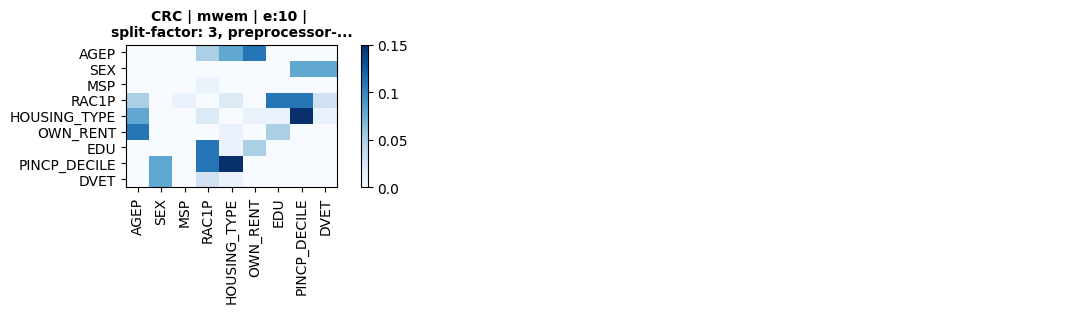 CRC | mwem | e:10 |
split-factor: 3, preprocessor-...
AGEP
SEX
MSP
RAC1P
HOUSING_TYPE
OWN_RENT
EDU
PINCP_DECILE
DVET
0.15
0.1
0.05
0.0
AGEP
SEX
MSP
RAC1P
HOUSING_TYPE
OWN_RENT
EDU
PINCP_DECILE
DVET